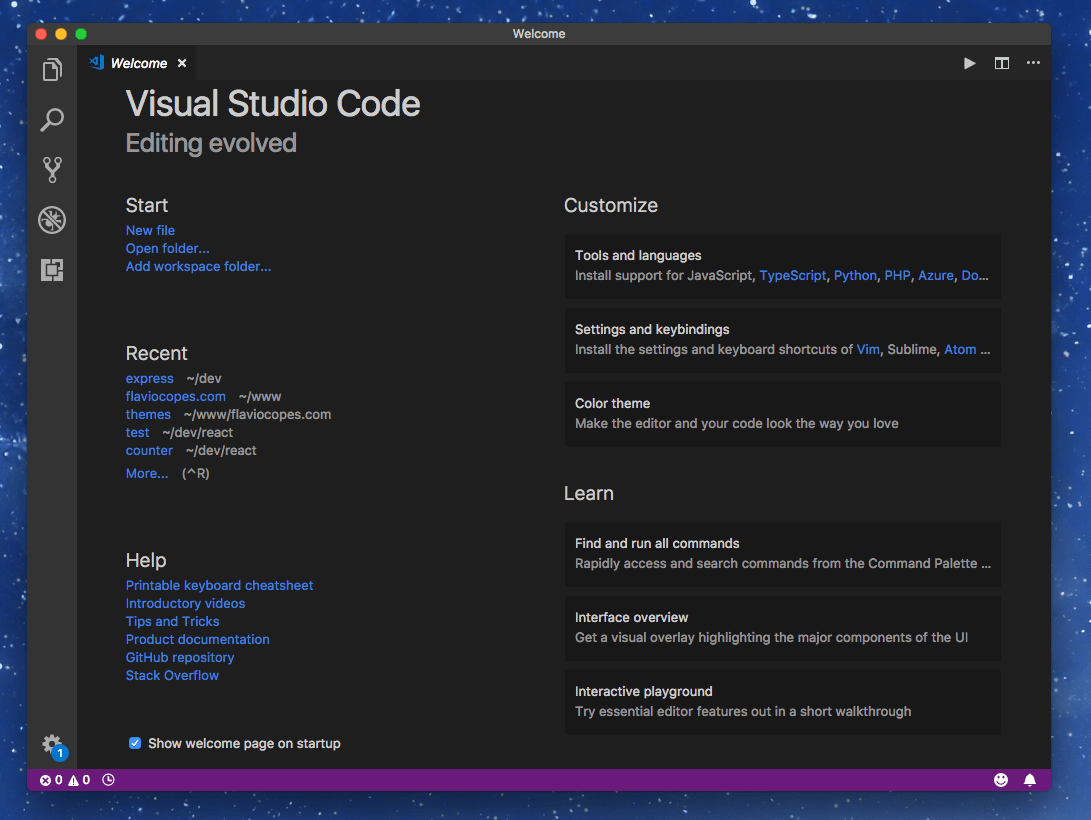 Welcome
Welcome
Visual Studio Code
Editing evolved
Start
New file
Open folder...
Add workspace folder...
Recent
express ~/dev
flaviocopes.com ~/www
themes ~/www/flaviocopes.com
test ~/dev/react
counter ~/dev/react
More... (^R)
Help
Printable keyboard cheatsheet
Introductory videos
Tips and Tricks
Product documentation
GitHub repository
Stack Overflow
Show welcome page on startup
Customize
Tools and languages
Install support for JavaScript, TypeScript, Python, PHP, Azure, Do...
Settings and keybindings
Install the settings and keyboard shortcuts of Vim, Sublime, Atom ...
Color theme
Make the editor and your code look the way you love
Learn
Find and run all commands
Rapidly access and search commands from the Command Palette ...
Interface overview
Get a visual overlay highlighting the major components of the UI
Interactive playground
Try essential editor features out in a short walkthrough
1
0 0